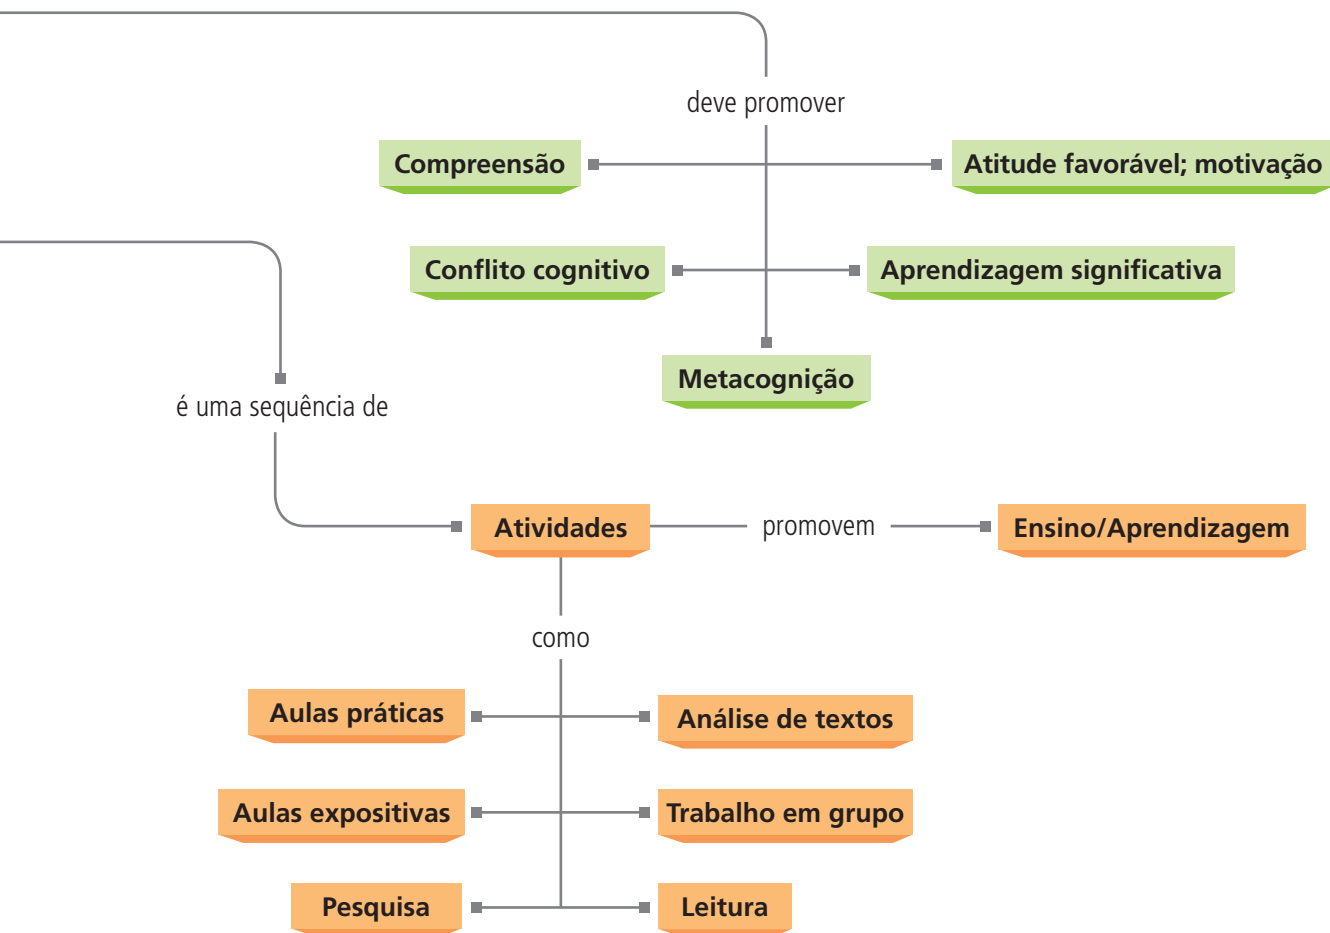 deve promover
Compreensão
Atitude favorável; motivação
Conflito cognitivo
Aprendizagem significativa
Metacognição
é uma sequência de
Atividades
promovem
Ensino/Aprendizagem
como
Aulas práticas
Análise de textos
Aulas expositivas
Trabalho em grupo
Pesquisa
Leitura